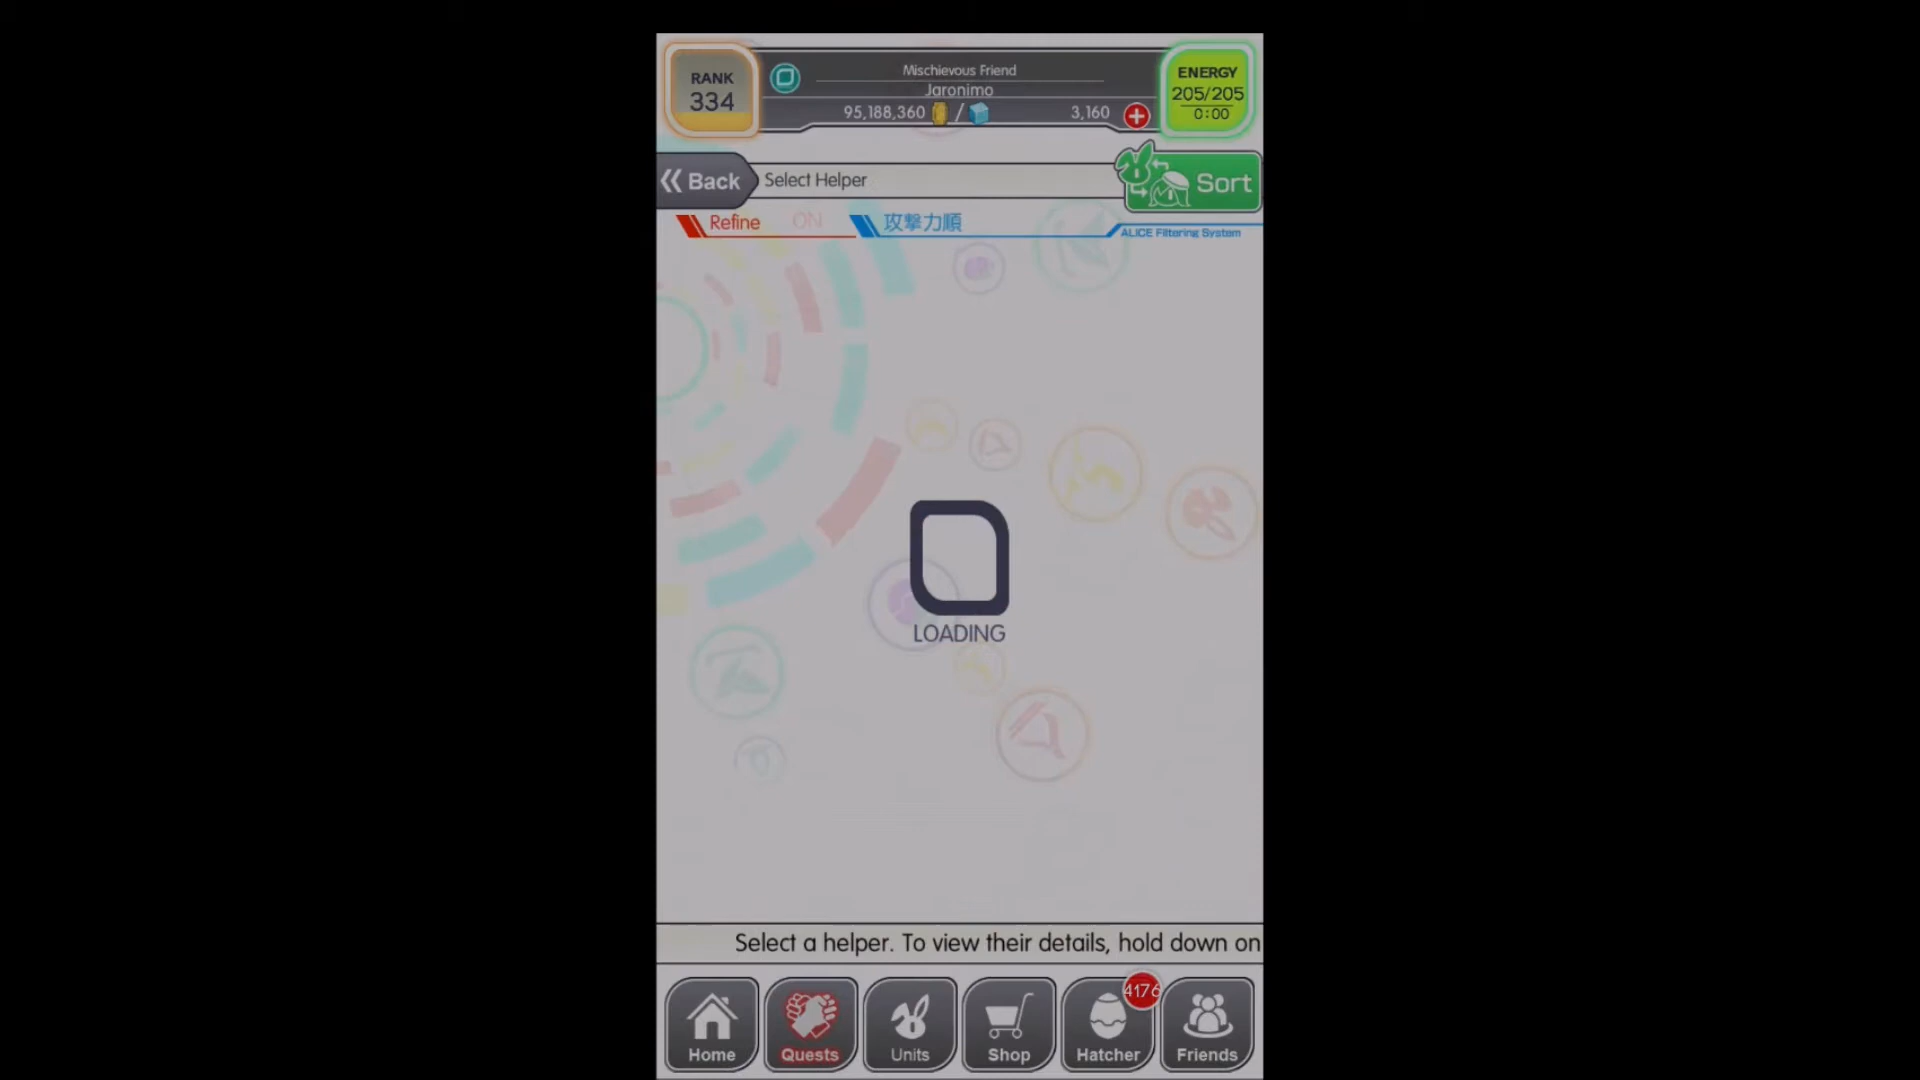 RANK
334
Mischievous Friend
Jaronimo
95,188,360 / 3,160
ENERGY
205/205
0:00
Back
Select Helper
Sort
Refine ON
攻撃力順
ALICE Filtering System
LOADING
Select a helper. To view their details, hold down on
4176
Home
Quests
Units
Shop
Hatcher
Friends